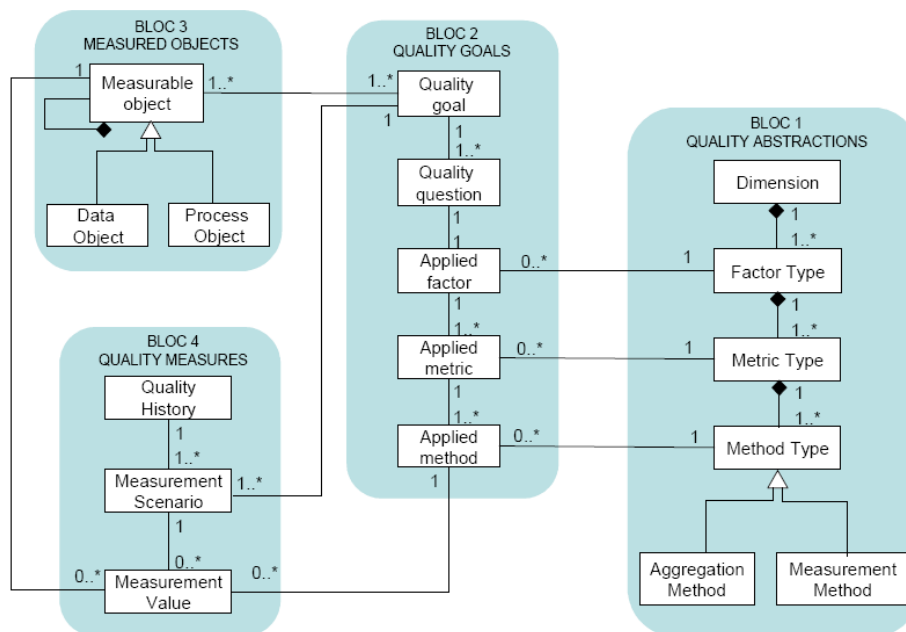 BLOC 3
MEASURED OBJECTS
1
Measurable
object
1..*
Data
Object
Process
Object
BLOC 2
QUALITY GOALS
1..*
Quality
goal
1
1
1..*
Quality
question
1
1
Applied
factor
0..*
1
1..*
Applied
metric
0..*
1
1..*
Applied
method
0..*
1
BLOC 1
QUALITY ABSTRACTIONS
Dimension
1
1..*
1
Factor Type
1
1..*
1
Metric Type
1
1..*
1
Method Type
Aggregation
Method
Measurement
Method
BLOC 4
QUALITY MEASURES
Quality
History
1
1..*
Measurement
Scenario
1..*
1
0..*
0..*
Measurement
Value
0..*